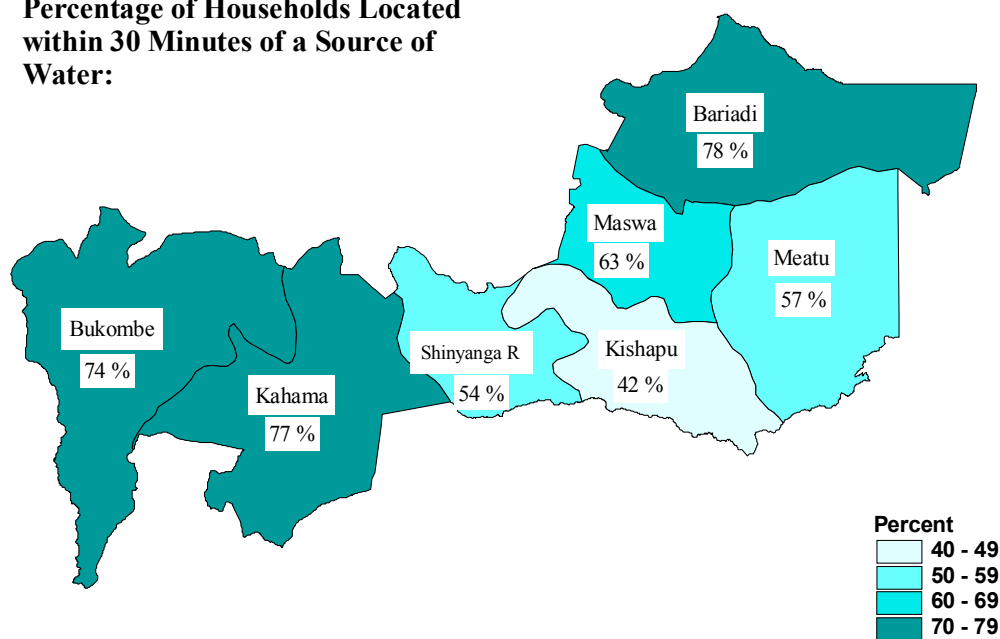 Percentage of Households Located
within 30 Minutes of a Source of
Water:
Bariadi
78 %
Maswa
63 %
Meatu
57 %
Bukombe
74 %
Kahama
77 %
Shinyanga R
54 %
Kishapu
42 %
Percent
40 - 49
50 - 59
60 - 69
70 - 79